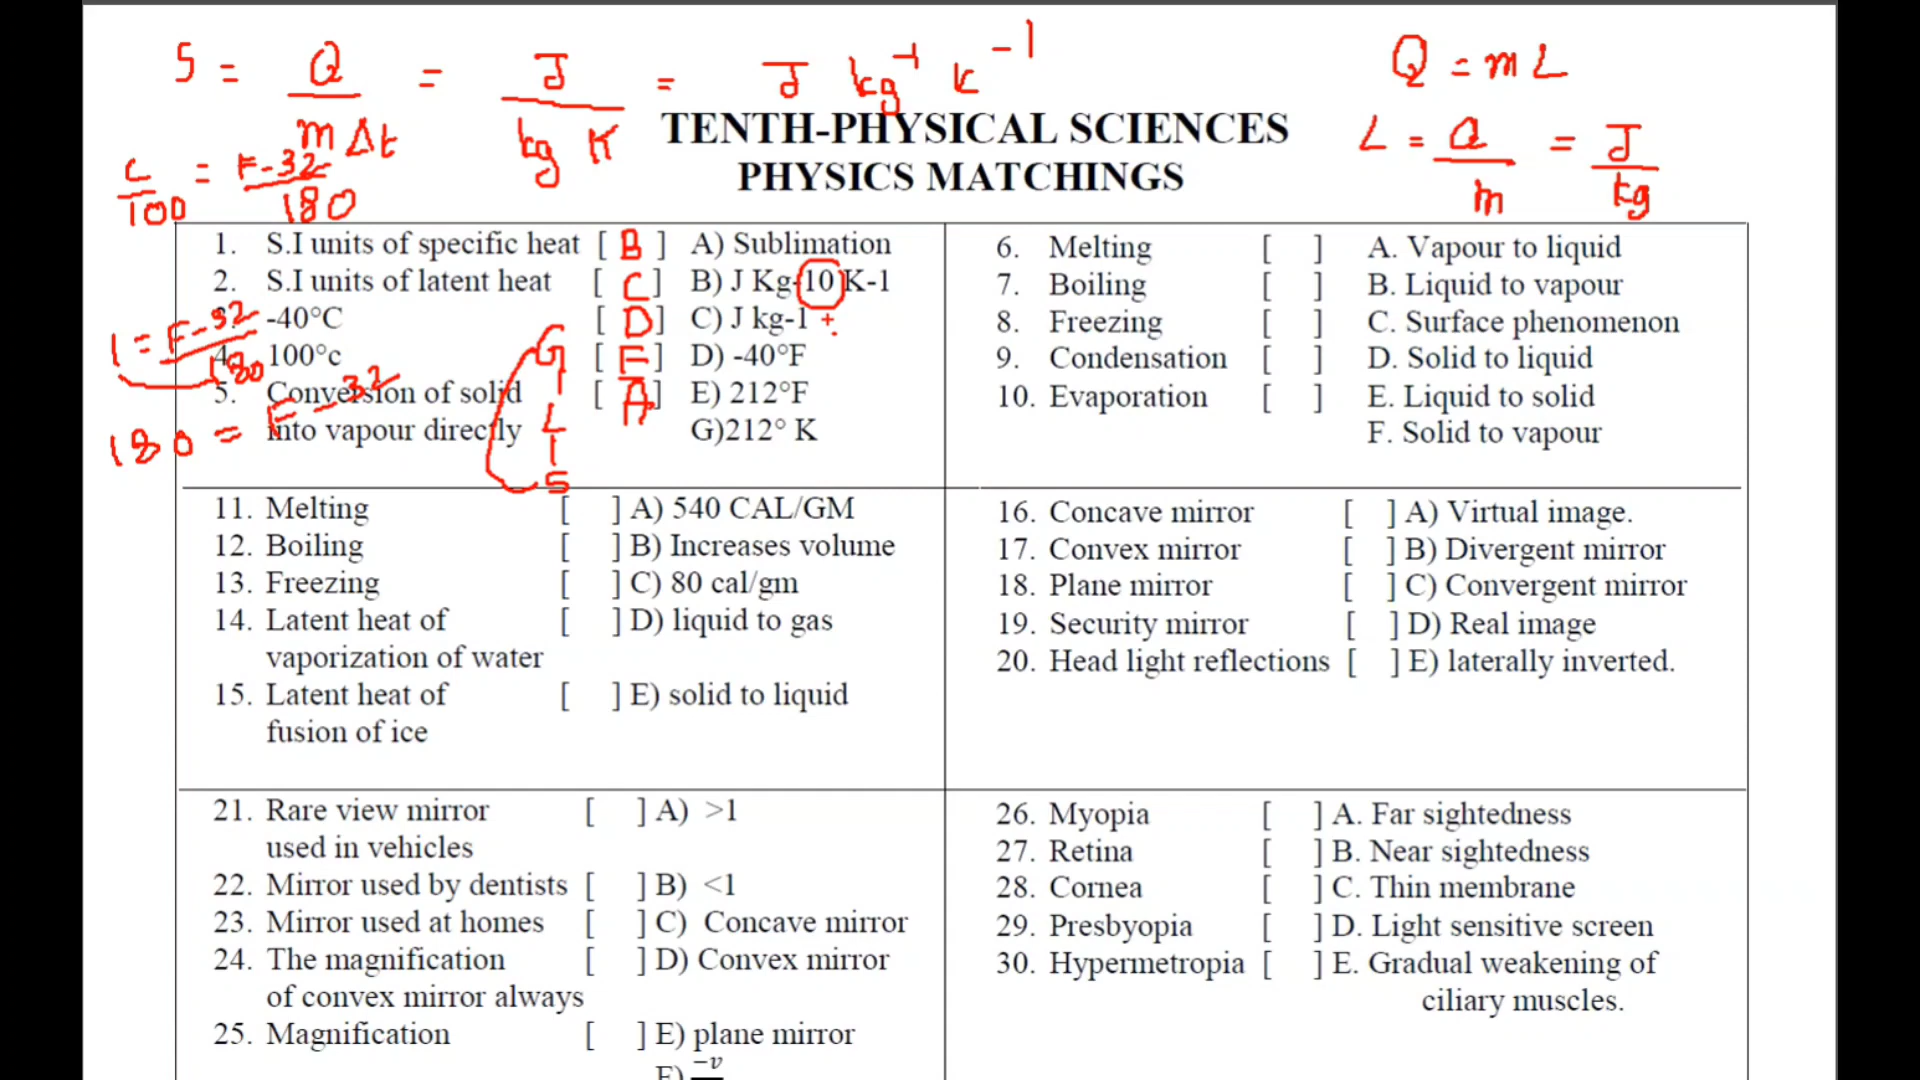 S = Q / m Δt = J / kg K = J kg⁻¹ K⁻¹
Q = mL
L = Q / m = J / kg
C / 100 = F-32 / 180
TENTH-PHYSICAL SCIENCES
PHYSICS MATCHINGS
1. S.I units of specific heat [ B ] A) Sublimation
2. S.I units of latent heat [ C ] B) J Kg-10 K-1
3. -40°C [ D ] C) J kg-1
4. 100°c [ E ] D) -40°F
5. Conversion of solid [ A ] E) 212°F
into vapour directly G)212° K
1 = F-32 / 180
180 = F-32
G
L
S
6. Melting [ ] A. Vapour to liquid
7. Boiling [ ] B. Liquid to vapour
8. Freezing [ ] C. Surface phenomenon
9. Condensation [ ] D. Solid to liquid
10. Evaporation [ ] E. Liquid to solid
F. Solid to vapour
11. Melting [ ] A) 540 CAL/GM
12. Boiling [ ] B) Increases volume
13. Freezing [ ] C) 80 cal/gm
14. Latent heat of [ ] D) liquid to gas
vaporization of water
15. Latent heat of [ ] E) solid to liquid
fusion of ice
16. Concave mirror [ ] A) Virtual image.
17. Convex mirror [ ] B) Divergent mirror
18. Plane mirror [ ] C) Convergent mirror
19. Security mirror [ ] D) Real image
20. Head light reflections [ ] E) laterally inverted.
21. Rare view mirror [ ] A) >1
used in vehicles
22. Mirror used by dentists [ ] B) <1
23. Mirror used at homes [ ] C) Concave mirror
24. The magnification [ ] D) Convex mirror
of convex mirror always
25. Magnification [ ] E) plane mirror
F) -v
26. Myopia [ ] A. Far sightedness
27. Retina [ ] B. Near sightedness
28. Cornea [ ] C. Thin membrane
29. Presbyopia [ ] D. Light sensitive screen
30. Hypermetropia [ ] E. Gradual weakening of
ciliary muscles.